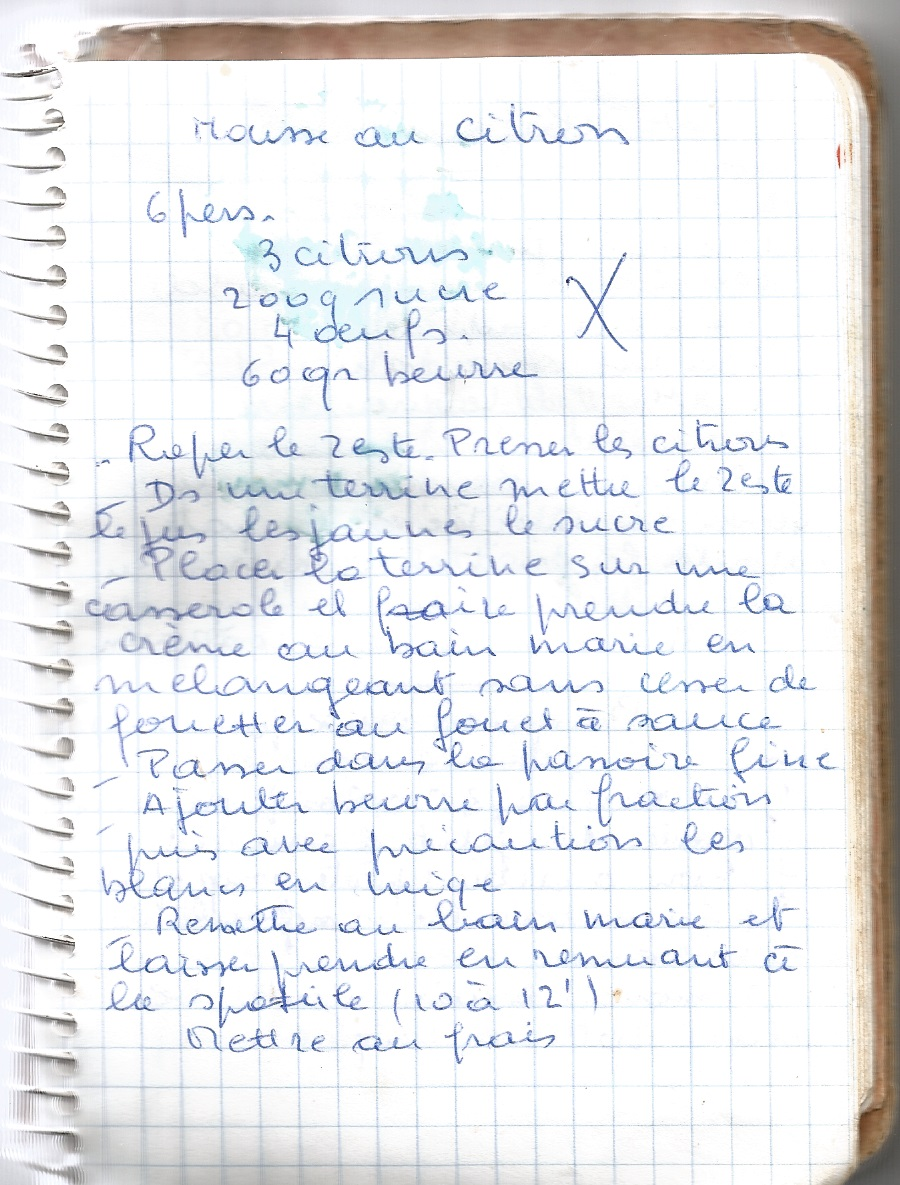 Mousse au citron
6 pers.
3 citrons
200g sucre
4 oeufs.
60gr beurre
- Raper le zeste. Presser les citrons
Ds une terrine mettre le zeste
le jus les jaunes le sucre
- Placer la terrine sur une
casserole et faire prendre la
crème au bain marie en
mélangeant sans cesser de
fouetter au fouet à sauce
- Passer dans la passoire fine
- Ajouter beurre par fractions
puis avec précautions les
blancs en neige
- Remettre au bain marie et
laisser prendre en remuant à
la spatule (10 à 12')
Mettre au frais